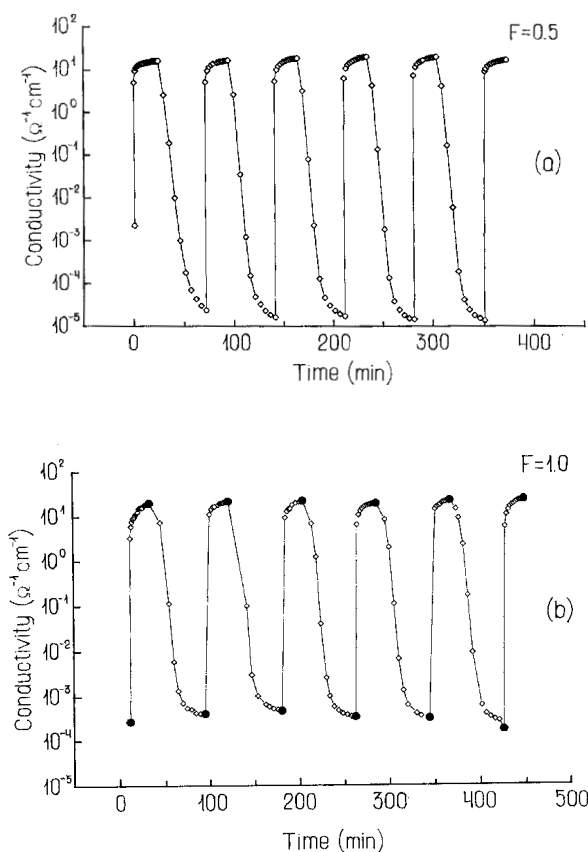 F=0.5
10²
10¹
10⁰
10⁻¹
10⁻²
10⁻³
10⁻⁴
10⁻⁵
Conductivity (Ω⁻¹cm⁻¹)
(a)
0 100 200 300 400
Time (min)
F=1.0
10²
10¹
10⁰
10⁻¹
10⁻²
10⁻³
10⁻⁴
10⁻⁵
Conductivity (Ω⁻¹cm⁻¹)
(b)
0 100 200 300 400 500
Time (min)